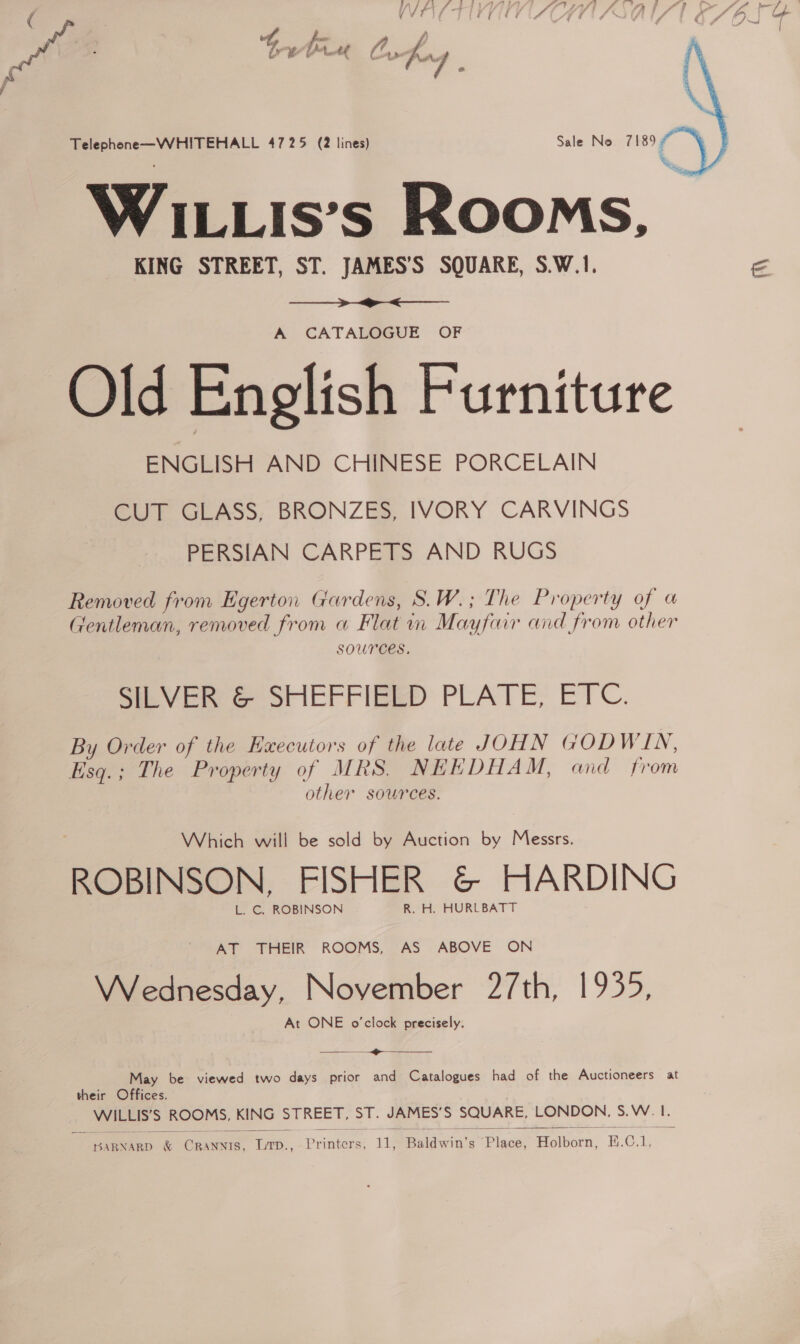 Telephone—WHITEHALL 4725 (2 lines) Sale No 7189
WILLIS'S ROOMS,
KING STREET, ST. JAMES'S SQUARE, S.W.1.
A CATALOGUE OF
Old English Furniture
ENGLISH AND CHINESE PORCELAIN
CUT GLASS, BRONZES, IVORY CARVINGS
PERSIAN CARPETS AND RUGS
Removed from Egerton Gardens, S.W.; The Property of a
Gentleman, removed from a Flat in Mayfair and from other
sources.
SILVER & SHEFFIELD PLATE, ETC.
By Order of the Executors of the late JOHN GODWIN,
Esq.; The Property of MRS. NEEDHAM, and from
other sources.
Which will be sold by Auction by Messrs.
ROBINSON, FISHER & HARDING
L. C. ROBINSON R. H. HURLBATT
AT THEIR ROOMS, AS ABOVE ON
Wednesday, November 27th, 1935,
At ONE o'clock precisely.
May be viewed two days prior and Catalogues had of the Auctioneers at
their Offices.
WILLIS'S ROOMS, KING STREET, ST. JAMES'S SQUARE, LONDON, S.W. 1.
BARNARD & CRANNIS, LTD., Printers, 11, Baldwin's Place, Holborn, E.C.1.